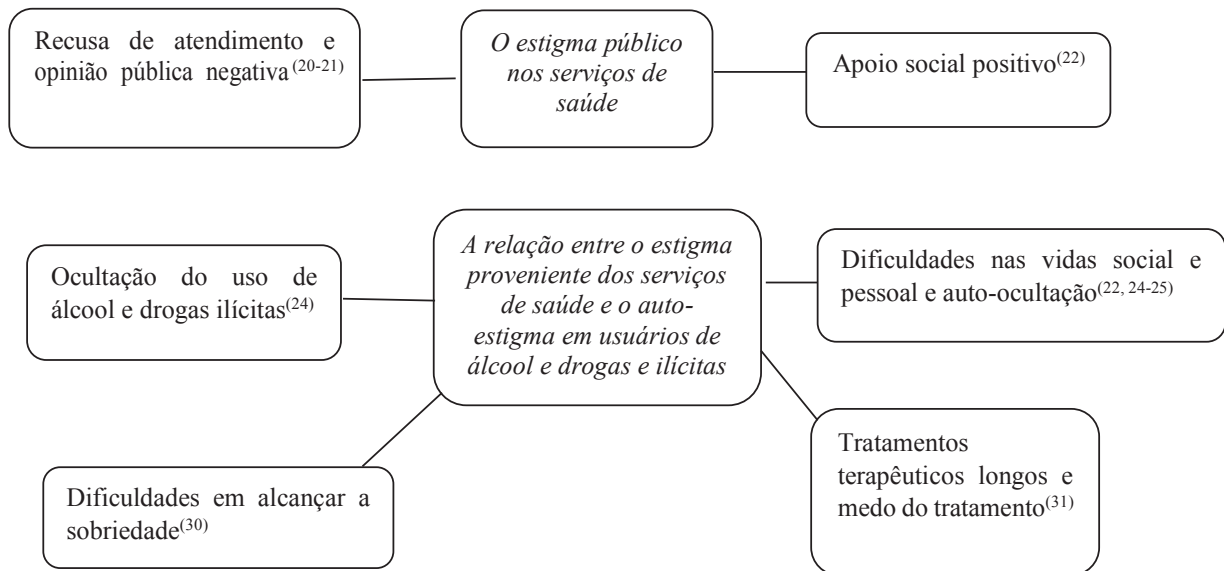 Recusa de atendimento e
opinião pública negativa(20-21)
O estigma público
nos serviços de
saúde
Apoio social positivo(22)
Ocultação do uso de
álcool e drogas ilícitas(24)
A relação entre o estigma
proveniente dos serviços
de saúde e o auto-
estigma em usuários de
álcool e drogas e ilícitas
Dificuldades nas vidas social e
pessoal e auto-ocultação(22, 24-25)
Dificuldades em alcançar a
sobriedade(30)
Tratamentos
terapêuticos longos e
medo do tratamento(31)